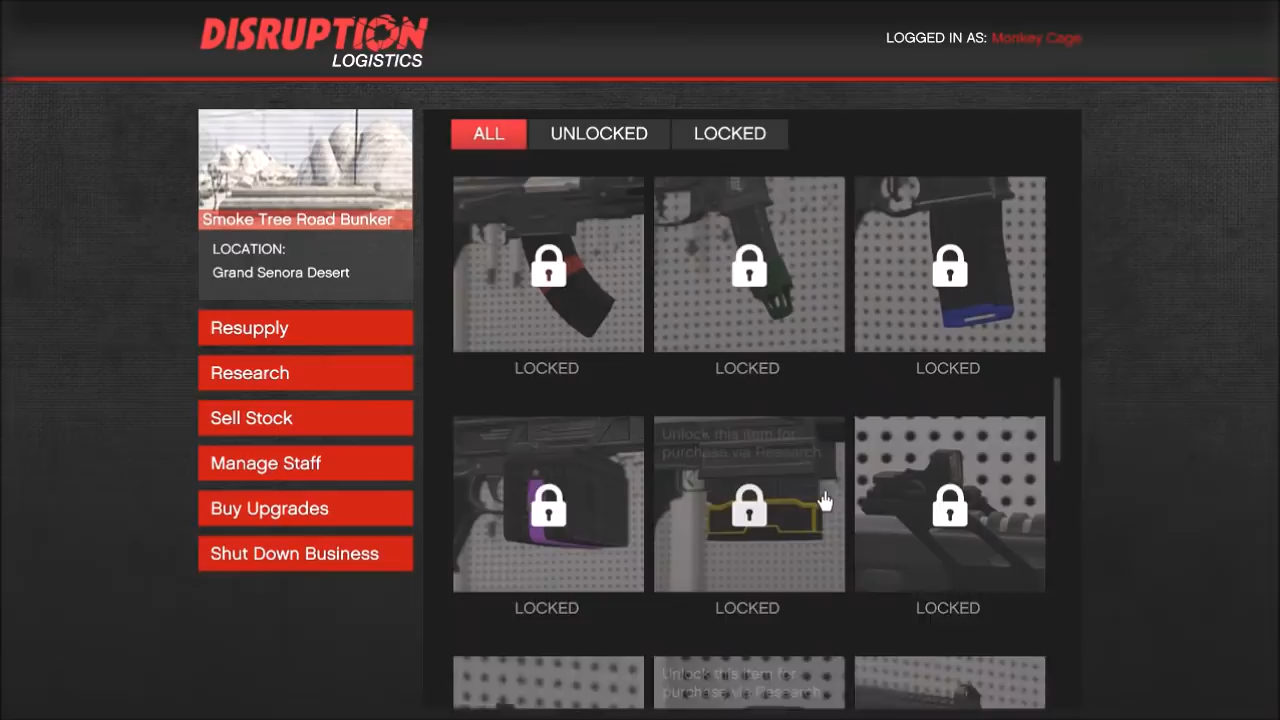 DISRUPTION
LOGISTICS
LOGGED IN AS: Monkey Cage
Smoke Tree Road Bunker
LOCATION:
Grand Senora Desert
Resupply
Research
Sell Stock
Manage Staff
Buy Upgrades
Shut Down Business
ALL UNLOCKED LOCKED
LOCKED LOCKED LOCKED
Unlock this item for
purchase via Research
LOCKED LOCKED LOCKED
Unlock this item for
purchase via Research